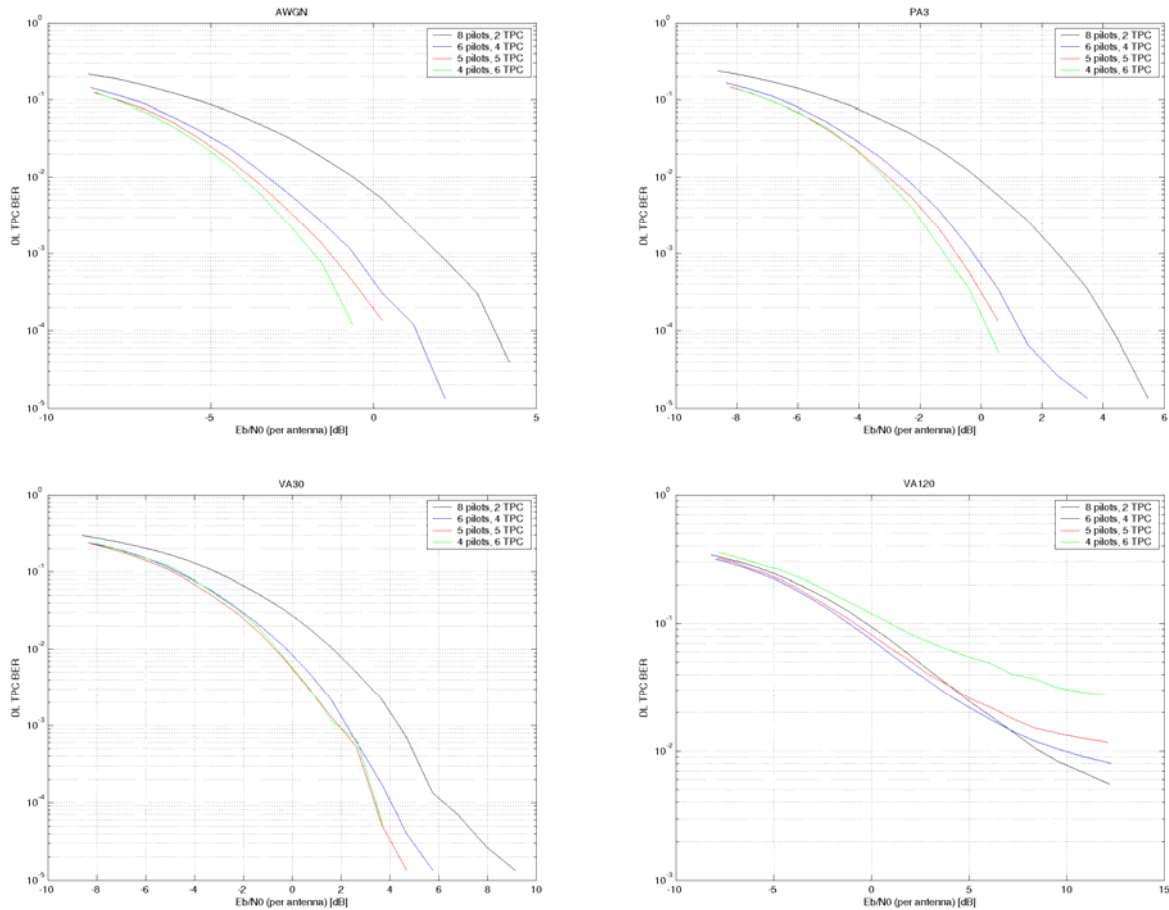 AWGN
8 pilots, 2 TPC
6 pilots, 4 TPC
5 pilots, 5 TPC
4 pilots, 6 TPC
DL TPC BER
10^0
10^-1
10^-2
10^-3
10^-4
10^-5
-10 -5 0 5
Eb/N0 (per antenna) [dB]
PA3
8 pilots, 2 TPC
6 pilots, 4 TPC
5 pilots, 5 TPC
4 pilots, 6 TPC
DL TPC BER
10^0
10^-1
10^-2
10^-3
10^-4
10^-5
-10 -8 -6 -4 -2 0 2 4 6
Eb/N0 (per antenna) [dB]
VA30
8 pilots, 2 TPC
6 pilots, 4 TPC
5 pilots, 5 TPC
4 pilots, 6 TPC
DL TPC BER
10^0
10^-1
10^-2
10^-3
10^-4
10^-5
-10 -8 -6 -4 -2 0 2 4 6 8 10
Eb/N0 (per antenna) [dB]
VA120
8 pilots, 2 TPC
6 pilots, 4 TPC
5 pilots, 5 TPC
4 pilots, 6 TPC
DL TPC BER
10^0
10^-1
10^-2
10^-3
-10 -5 0 5 10 15
Eb/N0 (per antenna) [dB]